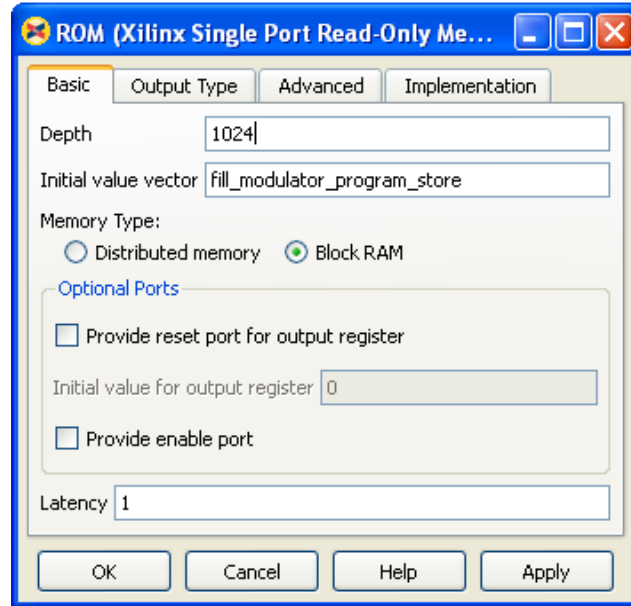 ROM (Xilinx Single Port Read-Only Me...
Basic Output Type Advanced Implementation
Depth 1024
Initial value vector fill_modulator_program_store
Memory Type:
Distributed memory Block RAM
Optional Ports
Provide reset port for output register
Initial value for output register 0
Provide enable port
Latency 1
OK Cancel Help Apply